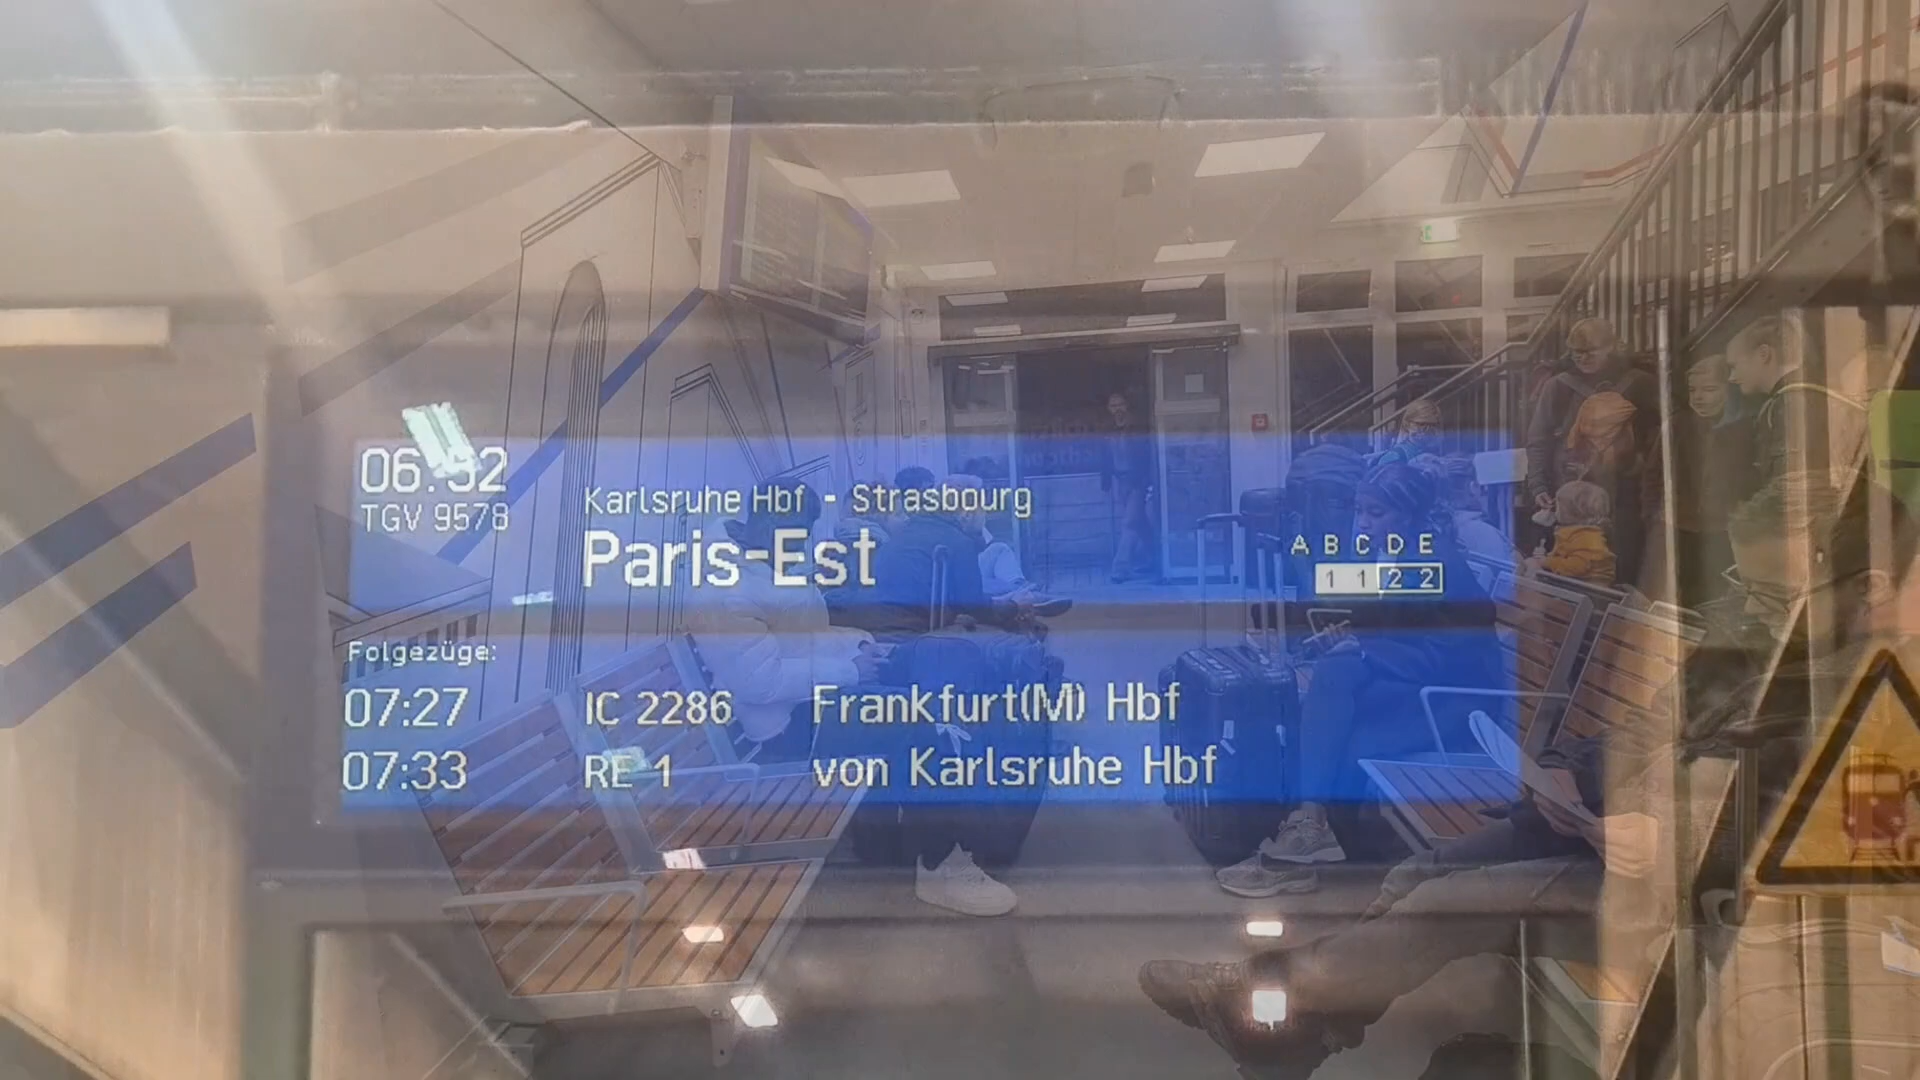 06:52
TGV 9578
Karlsruhe Hbf - Strasbourg
Paris-Est
A B C D E
1 1 2 2
Folgezüge:
07:27 IC 2286 Frankfurt(M) Hbf
07:33 RE 1 von Karlsruhe Hbf